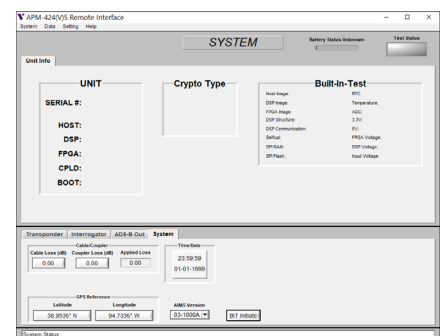 APM-424(V)5 Remote Interface
System Data Setting Help
SYSTEM
Battery Status Unknown
Test Status
Unit Info
UNIT
SERIAL #:
HOST:
DSP:
FPGA:
CPLD:
BOOT:
Crypto Type
Built-In-Test
Host Image: RTC:
DSP Image: Temperature:
FPGA Image: ADC:
DSP Structure: 3.3V:
DSP Communication: 5V:
Selfcal: FPGA Voltage:
SPI RAM: DSP Voltage:
SPI Flash: Input Voltage:
Transponder Interrogator ADS-B Out System
Cable/Coupler
Cable Loss (dB) Coupler Loss (dB) Applied Loss
0.00 0.00 0.00
Time/Date
23:59:59
01-01-1999
GPS Reference
Latitude Longitude
38.9536° N 94.7336° W
AIMS Version
03-1000A
BIT Initiate
System Status: